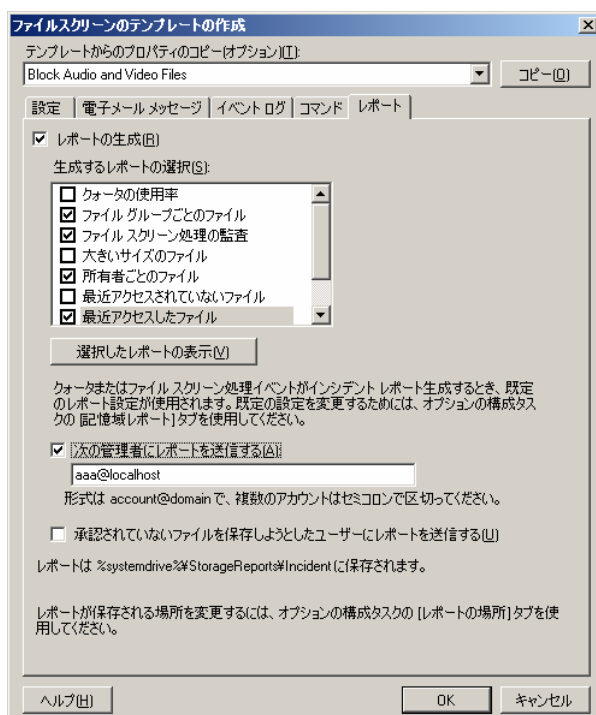 ファイルスクリーンのテンプレートの作成
テンプレートからのプロパティのコピー(オプション)(T):
Block Audio and Video Files
コピー(O)
設定 電子メール メッセージ イベント ログ コマンド レポート
レポートの生成(R)
生成するレポートの選択(S):
クォータの使用率
ファイル グループごとのファイル
ファイル スクリーン処理の監査
大きいサイズのファイル
所有者ごとのファイル
最近アクセスされていないファイル
最近アクセスしたファイル
選択したレポートの表示(V)
クォータまたはファイル スクリーン処理イベントがインシデント レポート生成するとき、既定
のレポート設定が使用されます。既定の設定を変更するためには、オプションの構成タス
クの [記憶域レポート] タブを使用してください。
次の管理者にレポートを送信する(A):
aaa@localhost
形式は account@domain で、複数のアカウントはセミコロンで区切ってください。
承認されていないファイルを保存しようとしたユーザーにレポートを送信する(U)
レポートは %systemdrive%¥StorageReports¥Incident に保存されます。
レポートが保存される場所を変更するには、オプションの構成タスクの [レポートの場所] タブを使
用してください。
ヘルプ(H)
OK
キャンセル